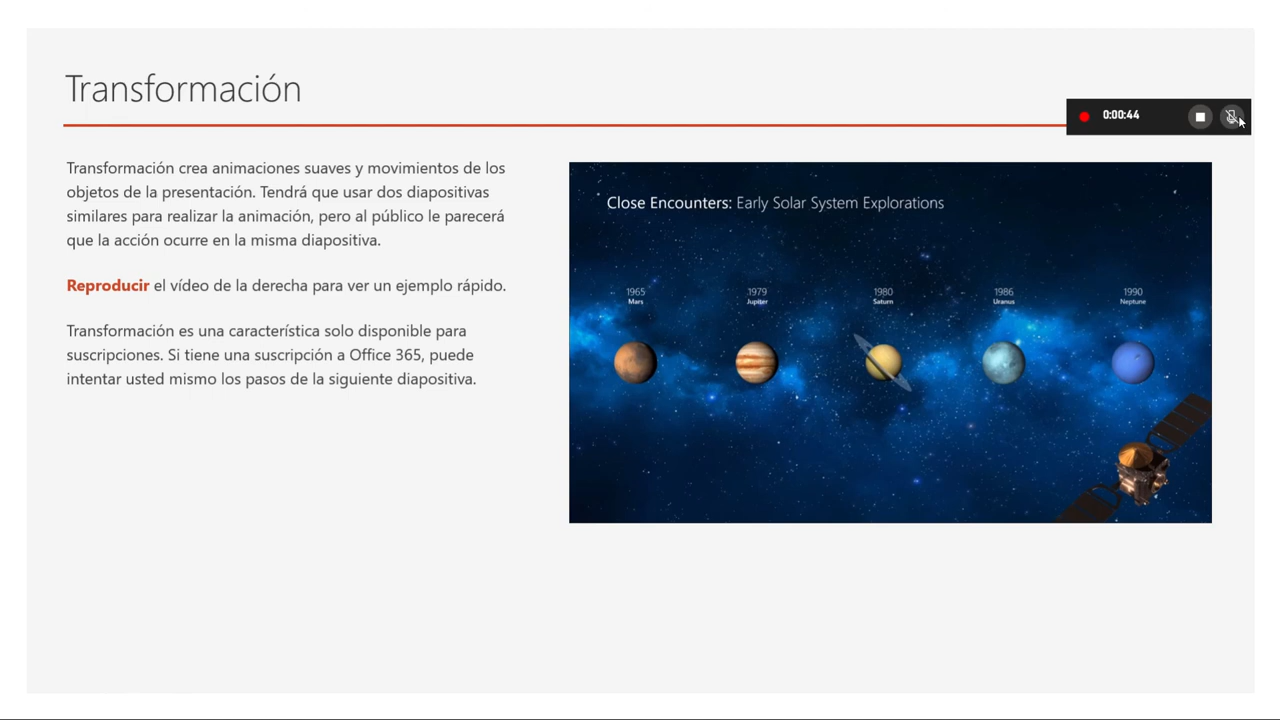 Transformación
0:00:44
Transformación crea animaciones suaves y movimientos de los
objetos de la presentación. Tendrá que usar dos diapositivas
similares para realizar la animación, pero al público le parecerá
que la acción ocurre en la misma diapositiva.
Reproducir el vídeo de la derecha para ver un ejemplo rápido.
Transformación es una característica solo disponible para
suscripciones. Si tiene una suscripción a Office 365, puede
intentar usted mismo los pasos de la siguiente diapositiva.
Close Encounters: Early Solar System Explorations
1965 1979 1980 1986 1990
Mars Jupiter Saturn Uranus Neptune